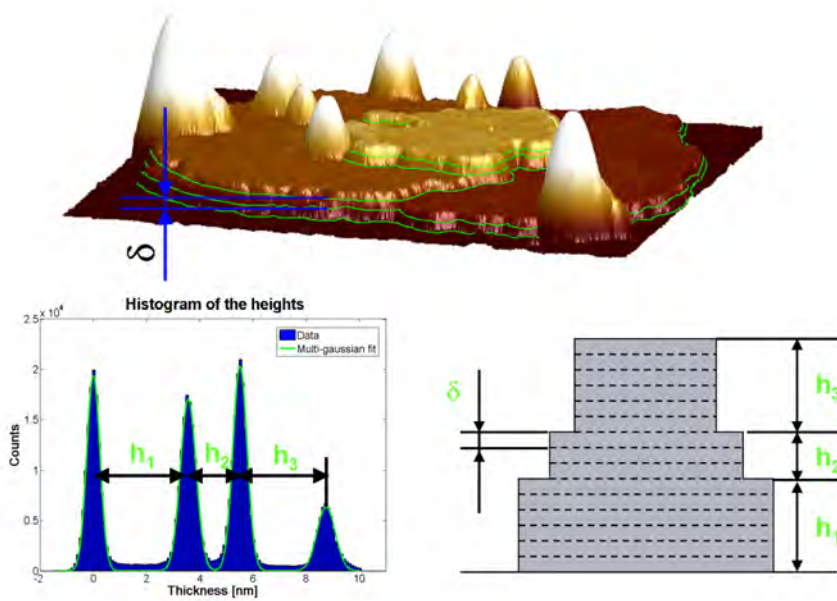 δ
Histogram of the heights
x 10⁴
2.5
2
1.5
1
0.5
0
Counts
Data
Multi-gaussian fit
h₁
h₂
h₃
-2
0
2
4
6
8
10
Thickness [nm]
δ
h₃
h₂
h₁